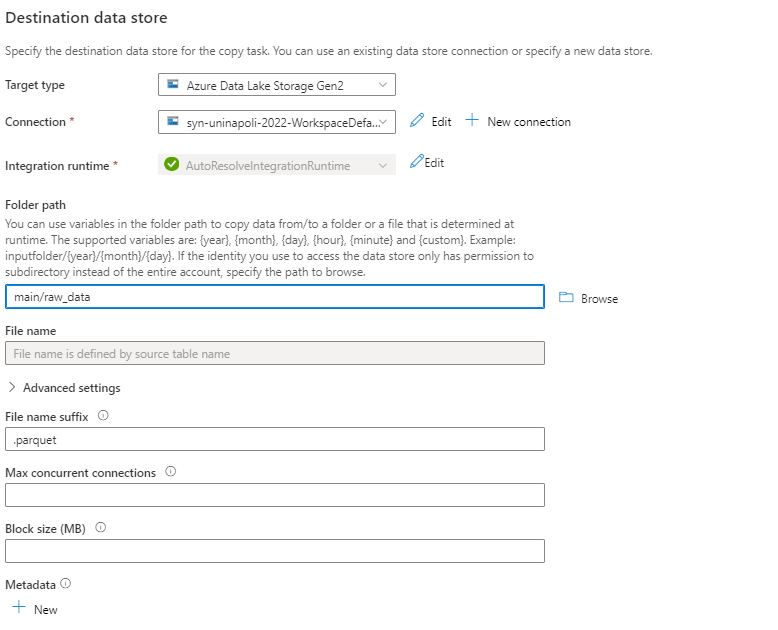 Destination data store
Specify the destination data store for the copy task. You can use an existing data store connection or specify a new data store.
Target type
Azure Data Lake Storage Gen2
Connection *
syn-uninapoli-2022-WorkspaceDefa...
Edit
New connection
Integration runtime *
AutoResolveIntegrationRuntime
Edit
Folder path
You can use variables in the folder path to copy data from/to a folder or a file that is determined at
runtime. The supported variables are: {year}, {month}, {day}, {hour}, {minute} and {custom}. Example:
inputfolder/{year}/{month}/{day}. If the identity you use to access the data store only has permission to
subdirectory instead of the entire account, specify the path to browse.
main/raw_data
Browse
File name
File name is defined by source table name
Advanced settings
File name suffix
.parquet
Max concurrent connections
Block size (MB)
Metadata
New